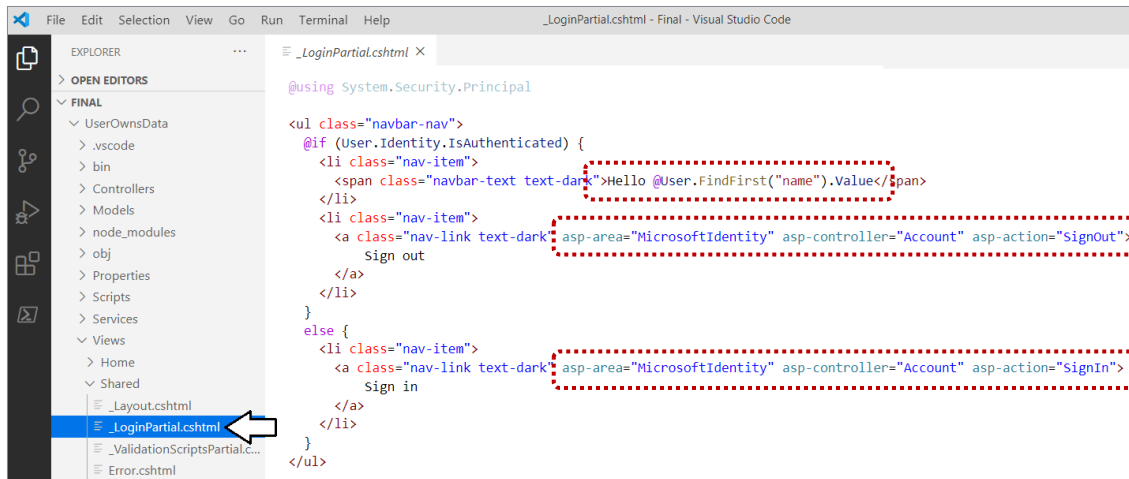 File Edit Selection View Go Run Terminal Help
_LoginPartial.cshtml - Final - Visual Studio Code
EXPLORER ...
OPEN EDITORS
FINAL
UserOwnsData
.vscode
bin
Controllers
Models
node_modules
obj
Properties
Scripts
Services
Views
Home
Shared
_Layout.cshtml
_LoginPartial.cshtml
_ValidationScriptsPartial.c...
Error.cshtml
_LoginPartial.cshtml
@using System.Security.Principal
<ul class="navbar-nav">
@if (User.Identity.IsAuthenticated) {
<li class="nav-item">
<span class="navbar-text text-dark">Hello @User.FindFirst("name").Value</span>
</li>
<li class="nav-item">
<a class="nav-link text-dark" asp-area="MicrosoftIdentity" asp-controller="Account" asp-action="SignOut">
Sign out
</a>
</li>
}
else {
<li class="nav-item">
<a class="nav-link text-dark" asp-area="MicrosoftIdentity" asp-controller="Account" asp-action="SignIn">
Sign in
</a>
</li>
}
</ul>